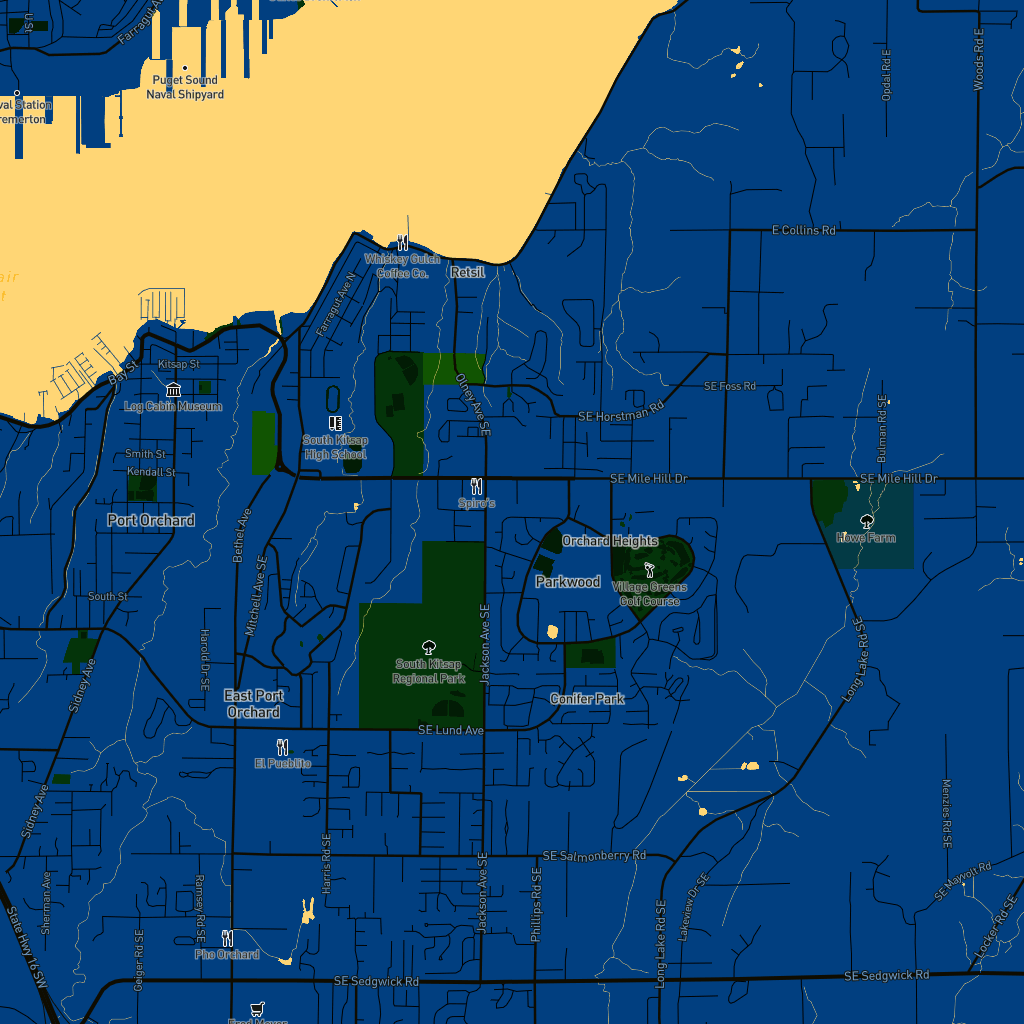 U St
Farragut Av
Puget Sound
Naval Shipyard
val Station
remerton
Opdal Rd E
Woods Rd E
E Collins Rd
Whiskey Gulch
Coffee Co.
Retsil
air
t
Farragut Ave N
Kitsap St
Bay St
Log Cabin Museum
SE Foss Rd
Olney Ave SE
SE Horstman Rd
Bulman Rd SE
South Kitsap
High School
Smith St
Kendall St
SE Mile Hill Dr
SE Mile Hill Dr
Spiro's
Port Orchard
Bethel Ave
Howe Farm
Orchard Heights
Parkwood
Village Greens
Golf Course
Mitchell Ave SE
South St
Harold Dr SE
Jackson Ave SE
Long Lake Rd SE
South Kitsap
Regional Park
Sidney Ave
East Port
Orchard
Conifer Park
SE Lund Ave
El Pueblito
Sidney Ave
Menzies Rd SE
Harris Rd SE
SE Salmonberry Rd
Sherman Ave
Ramsey Rd SE
Jackson Ave SE
Phillips Rd SE
Lakeview Dr SE
Long Lake Rd SE
SE Mayvolt Rd
Locker Rd SE
State Hwy 16 SW
Geiger Rd SE
Pho Orchard
SE Sedgwick Rd
SE Sedgwick Rd
Fred Meyer